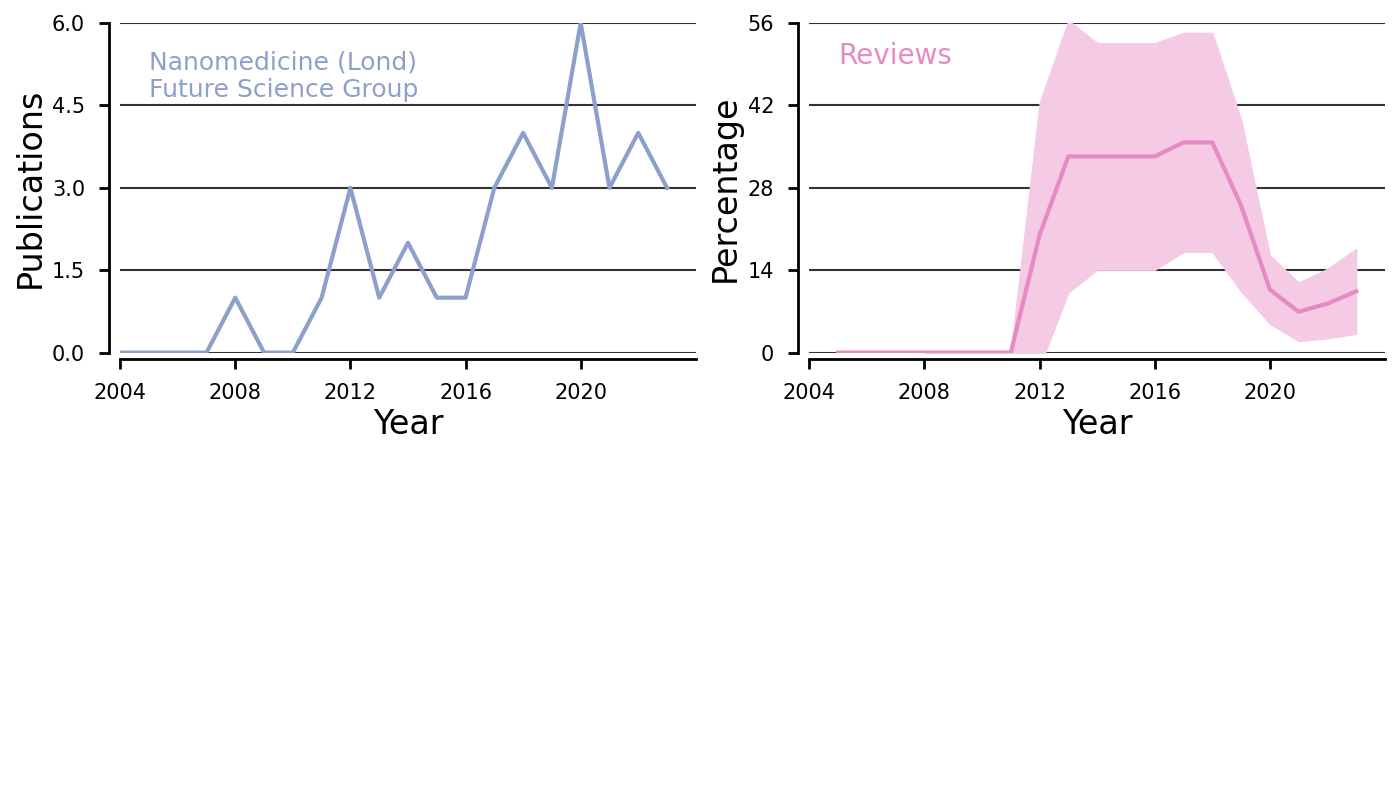 Publications
6.0
4.5
3.0
1.5
0.0
Nanomedicine (Lond)
Future Science Group
2004 2008 2012 2016 2020
Year
Percentage
56
42
28
14
0
Reviews
2004 2008 2012 2016 2020
Year